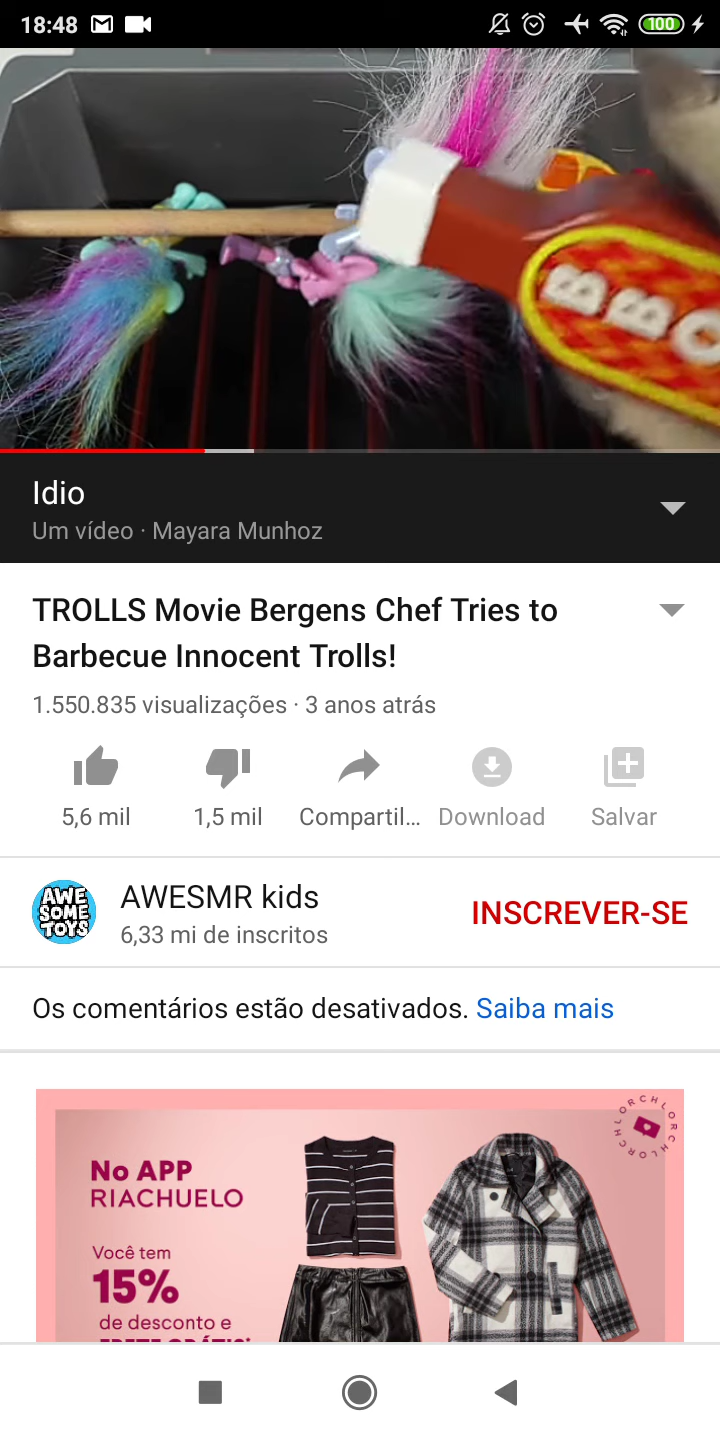 18:48
100
BBQ
Idio
Um vídeo · Mayara Munhoz
TROLLS Movie Bergens Chef Tries to
Barbecue Innocent Trolls!
1.550.835 visualizações · 3 anos atrás
5,6 mil
1,5 mil
Compartil...
Download
Salvar
AWESMR kids
INSCREVER-SE
AWE
SOME
TOYS
6,33 mi de inscritos
Os comentários estão desativados. Saiba mais
No APP
RIACHUELO
Você tem
15%
de desconto e